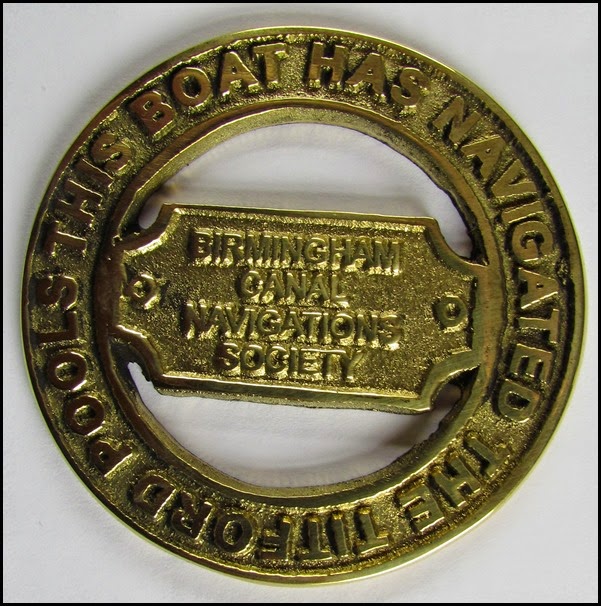 THIS BOAT HAS NAVIGATED THE TITFORD POOLS
BIRMINGHAM
CANAL
NAVIGATIONS
SOCIETY